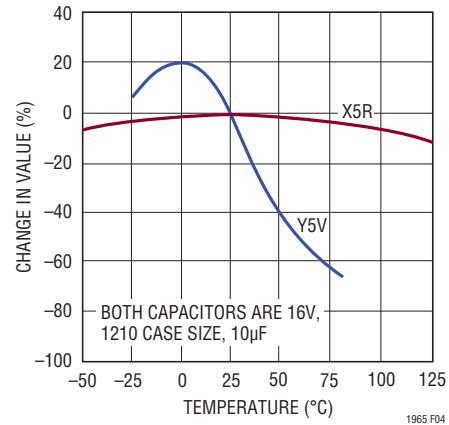 CHANGE IN VALUE (%)
40
20
0
–20
–40
–60
–80
–100
X5R
Y5V
BOTH CAPACITORS ARE 16V,
1210 CASE SIZE, 10µF
–50 –25 0 25 50 75 100 125
TEMPERATURE (°C)
1965 F04